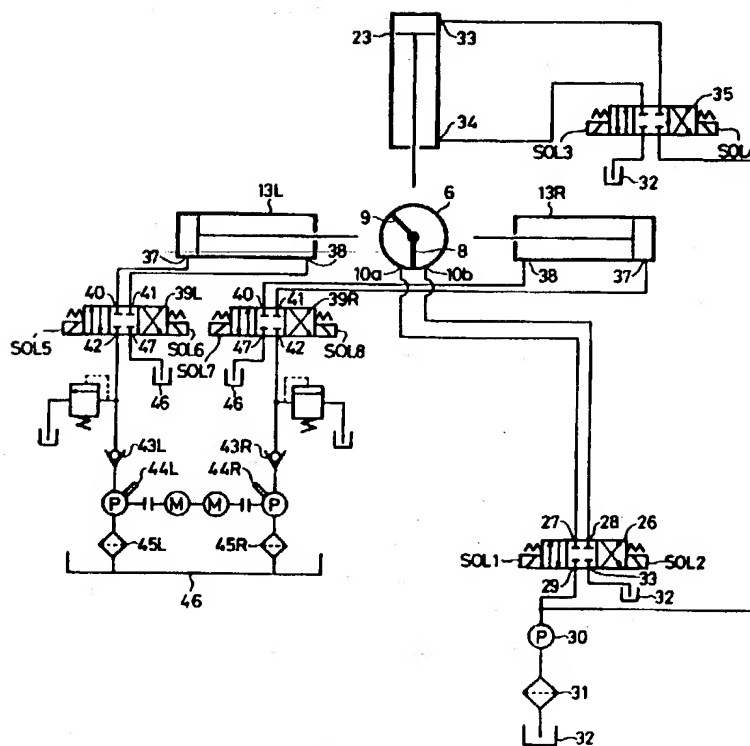 23
33
35
34
SOL3
SOL4
32
13L
6
13R
9
8
37
38
10a
10b
38
37
40
41
39L
40
41
39R
SOL5
42
47
SOL6
SOL7
47
42
SOL8
46
46
43L
43R
44L
44R
P
M
M
P
45L
45R
46
27
28
26
SOL1
SOL2
29
33
32
P
30
31
32